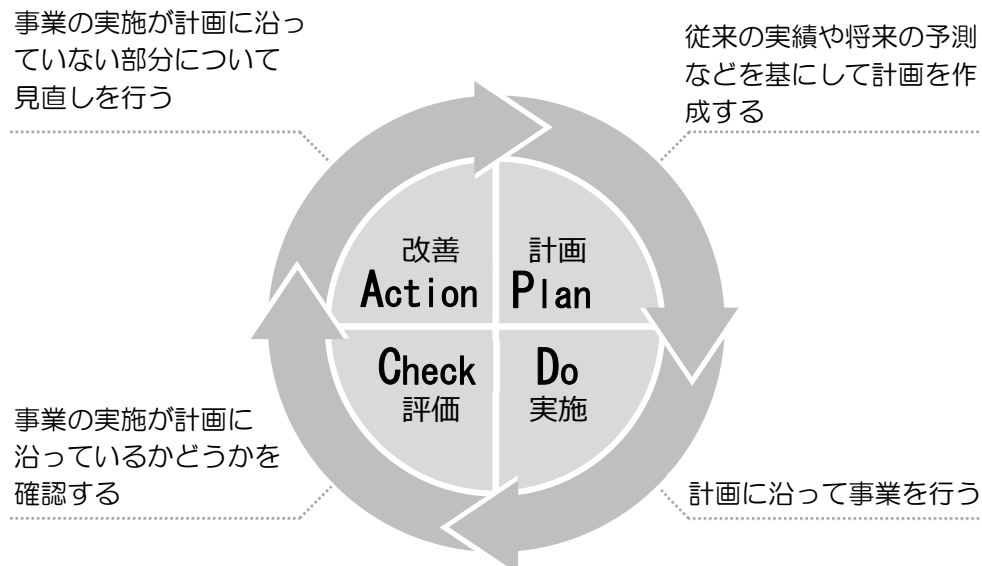 事業の実施が計画に沿っ
ていない部分について
見直しを行う
従来の実績や将来の予測
などを基にして計画を作
成する
改善
Action
計画
Plan
Check
評価
Do
実施
事業の実施が計画に
沿っているかどうかを
確認する
計画に沿って事業を行う